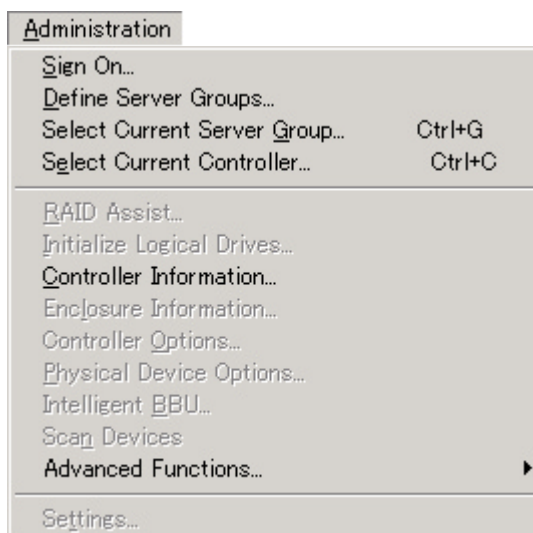 Administration
Sign On...
Define Server Groups...
Select Current Server Group... Ctrl+G
Select Current Controller... Ctrl+C
RAID Assist...
Initialize Logical Drives...
Controller Information...
Enclosure Information...
Controller Options...
Physical Device Options...
Intelligent BBU...
Scan Devices
Advanced Functions...
Settings...